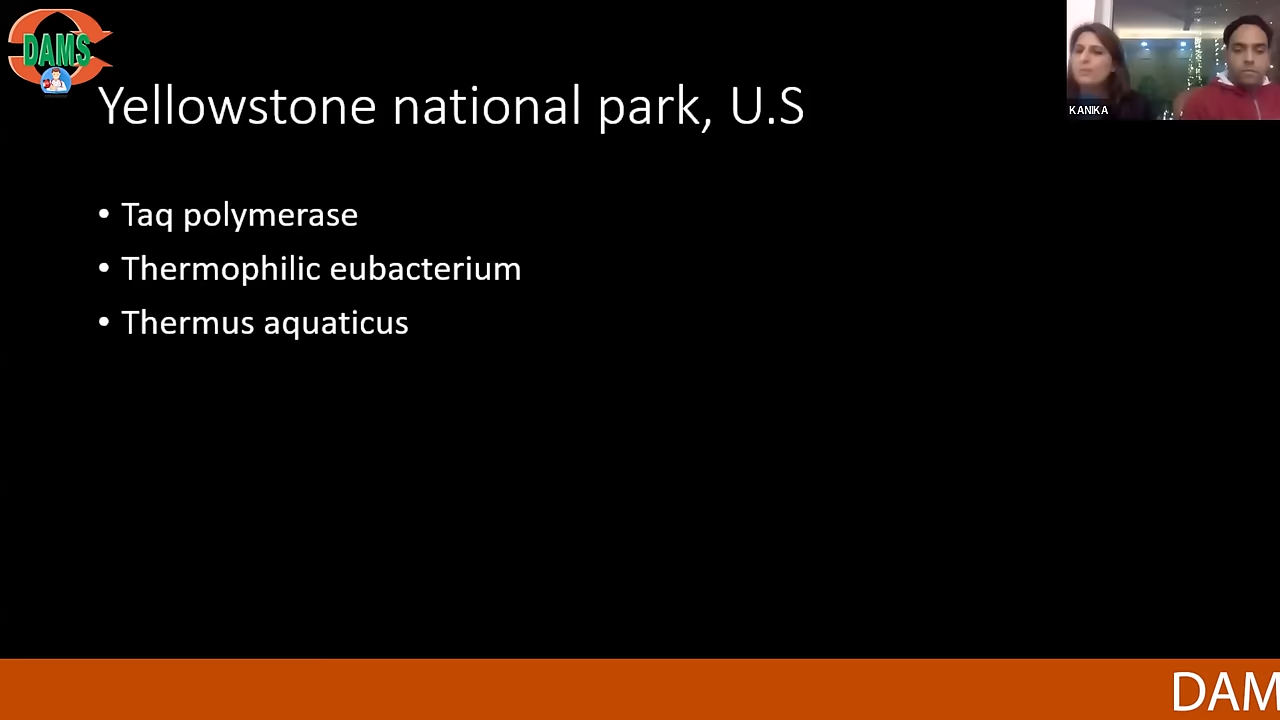 DAMS
KANIKA
Yellowstone national park, U.S
• Taq polymerase
• Thermophilic eubacterium
• Thermus aquaticus
DAM